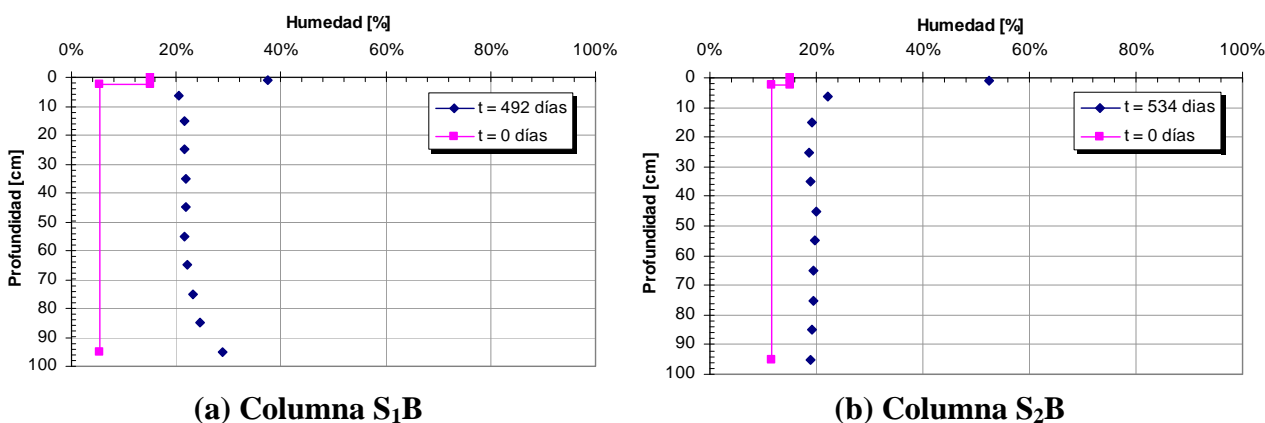 Humedad [%]
0% 20% 40% 60% 80% 100%
0
10
20
30
40
50
60
70
80
90
100
Profundidad [cm]
t = 492 días
t = 0 días
(a) Columna S₁B
Humedad [%]
0% 20% 40% 60% 80% 100%
0
10
20
30
40
50
60
70
80
90
100
Profundidad [cm]
t = 534 dias
t = 0 días
(b) Columna S₂B